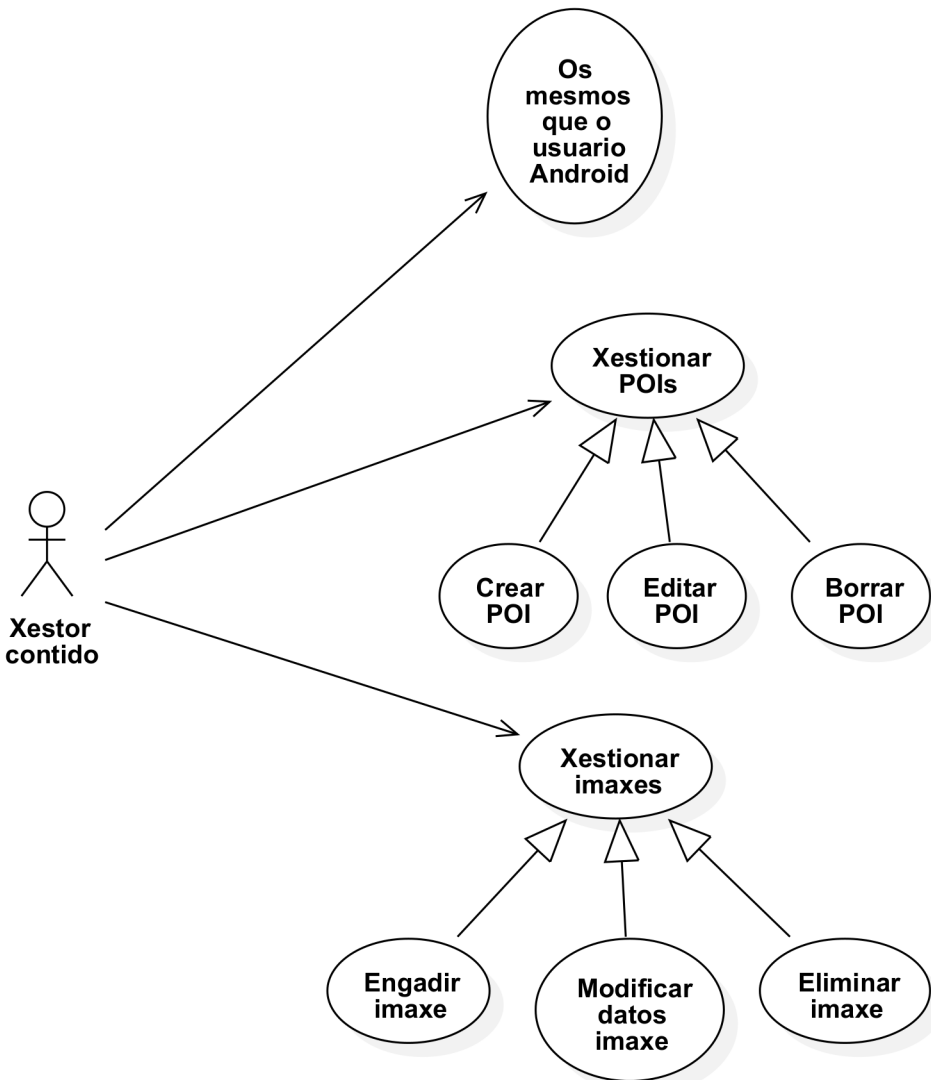 Os
mesmos
que o
usuario
Android
Xestionar
POIs
Crear
POI
Editar
POI
Borrar
POI
Xestor
contido
Xestionar
imaxes
Engadir
imaxe
Modificar
datos
imaxe
Eliminar
imaxe